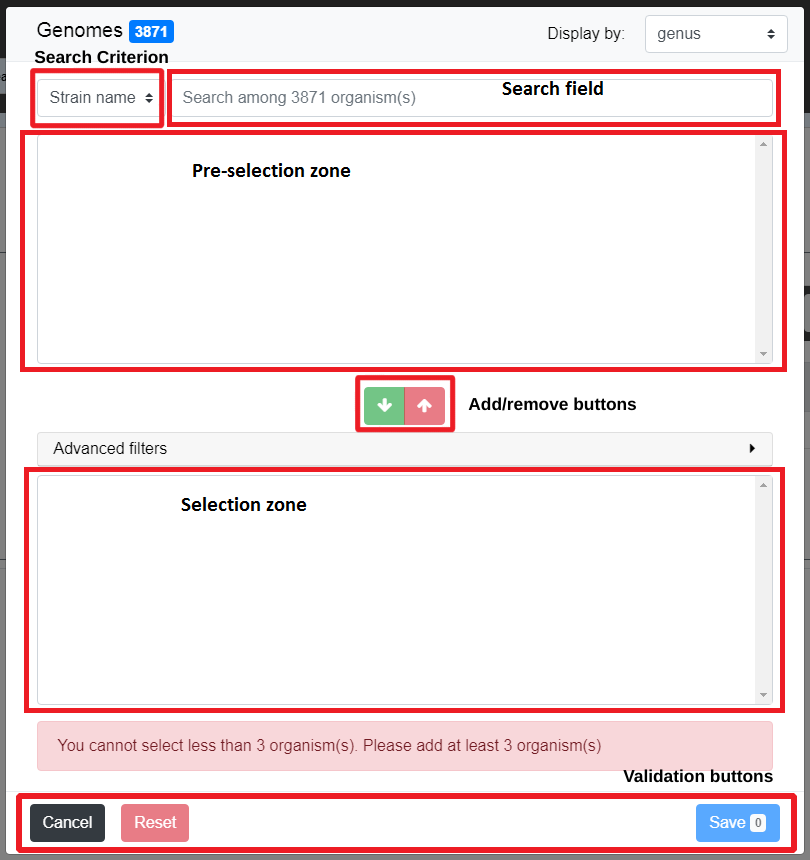 Genomes 3871
Display by: genus
Search Criterion
Strain name
Search among 3871 organism(s)
Search field
Pre-selection zone
Add/remove buttons
Advanced filters
Selection zone
You cannot select less than 3 organism(s). Please add at least 3 organism(s)
Validation buttons
Cancel Reset Save 0